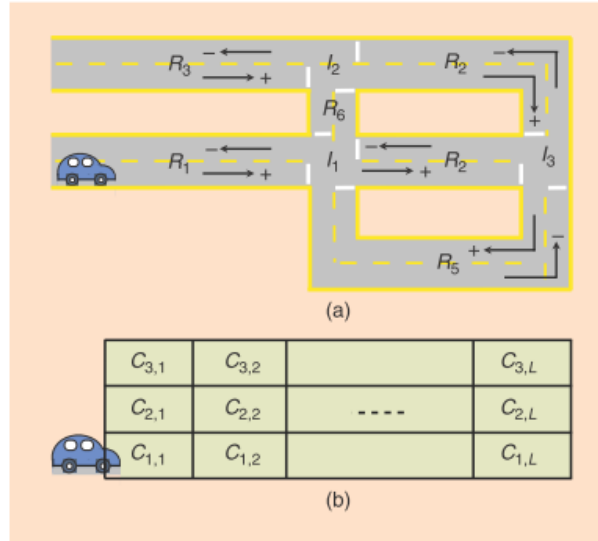 − −
R3 I2 R2
+
R6 +
− −
R1 I1 R2 I3
+ +
+ −
R5
(a)
C3,1 C3,2 C3,L
C2,1 C2,2 ---- C2,L
C1,1 C1,2 C1,L
(b)